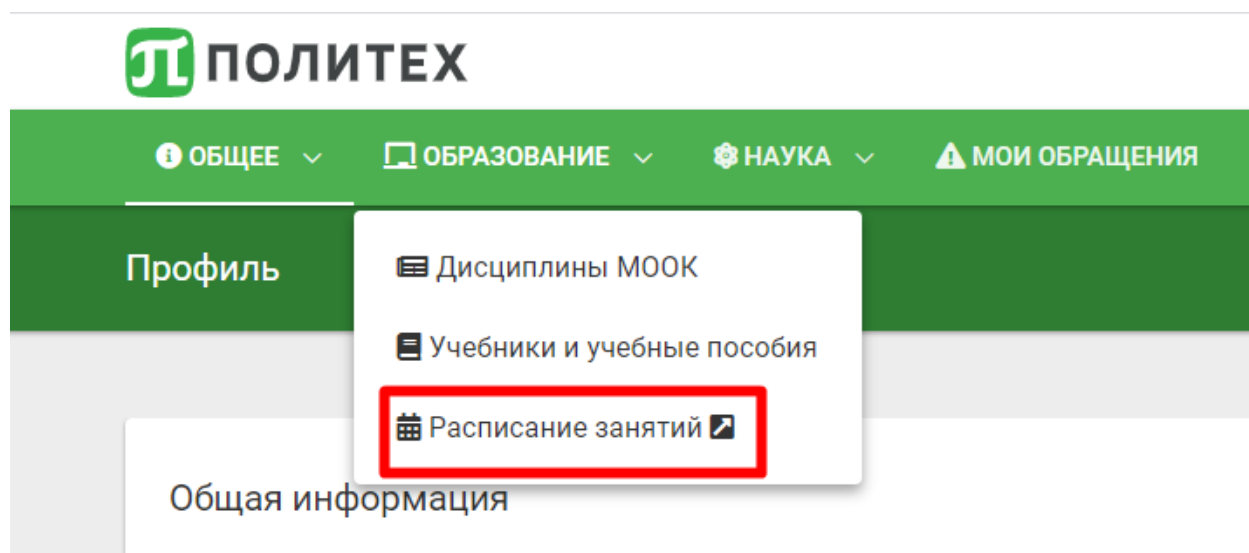 ПОЛИТЕХ
ОБЩЕЕ ОБРАЗОВАНИЕ НАУКА МОИ ОБРАЩЕНИЯ
Профиль
Дисциплины МООК
Учебники и учебные пособия
Расписание занятий
Общая информация